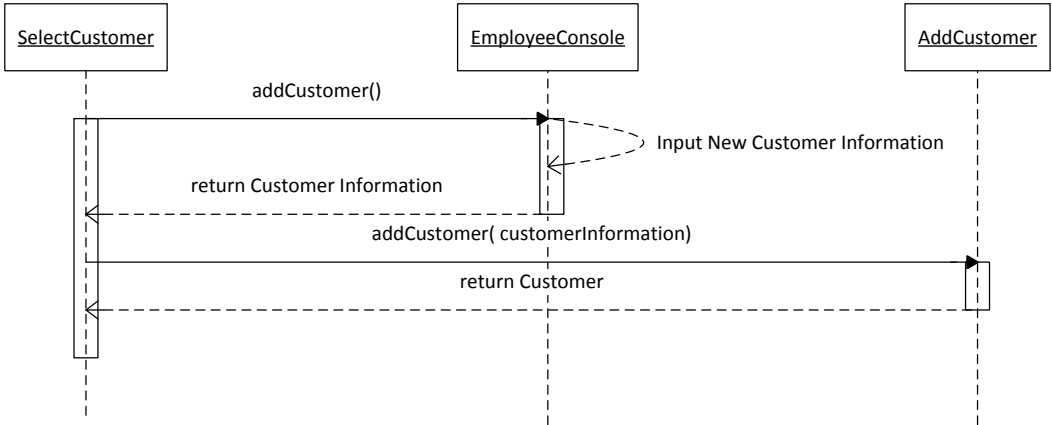 SelectCustomer
EmployeeConsole
AddCustomer
addCustomer()
Input New Customer Information
return Customer Information
addCustomer( customerInformation)
return Customer